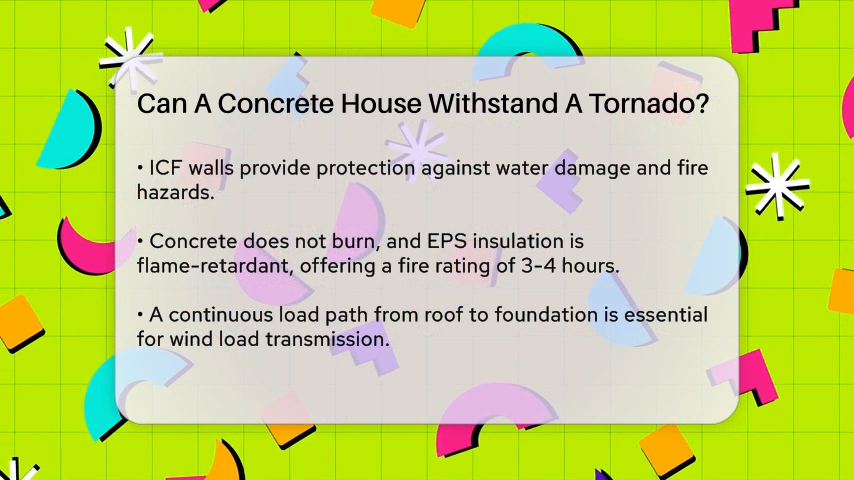 Can A Concrete House Withstand A Tornado?
• ICF walls provide protection against water damage and fire
hazards.
• Concrete does not burn, and EPS insulation is
flame-retardant, offering a fire rating of 3-4 hours.
• A continuous load path from roof to foundation is essential
for wind load transmission.